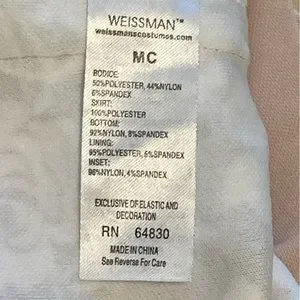 WEISSMAN™
weissmanscostumes.com
MC
BODICE:
50%POLYESTER, 44%NYLON
6%SPANDEX
SKIRT:
100%POLYESTER
BOTTOM:
92%NYLON, 8%SPANDEX
LINING:
95%POLYESTER, 5%SPANDEX
INSET:
96%NYLON, 4%SPANDEX
EXCLUSIVE OF ELASTIC AND
DECORATION
RN 64830
MADE IN CHINA
See Reverse For Care